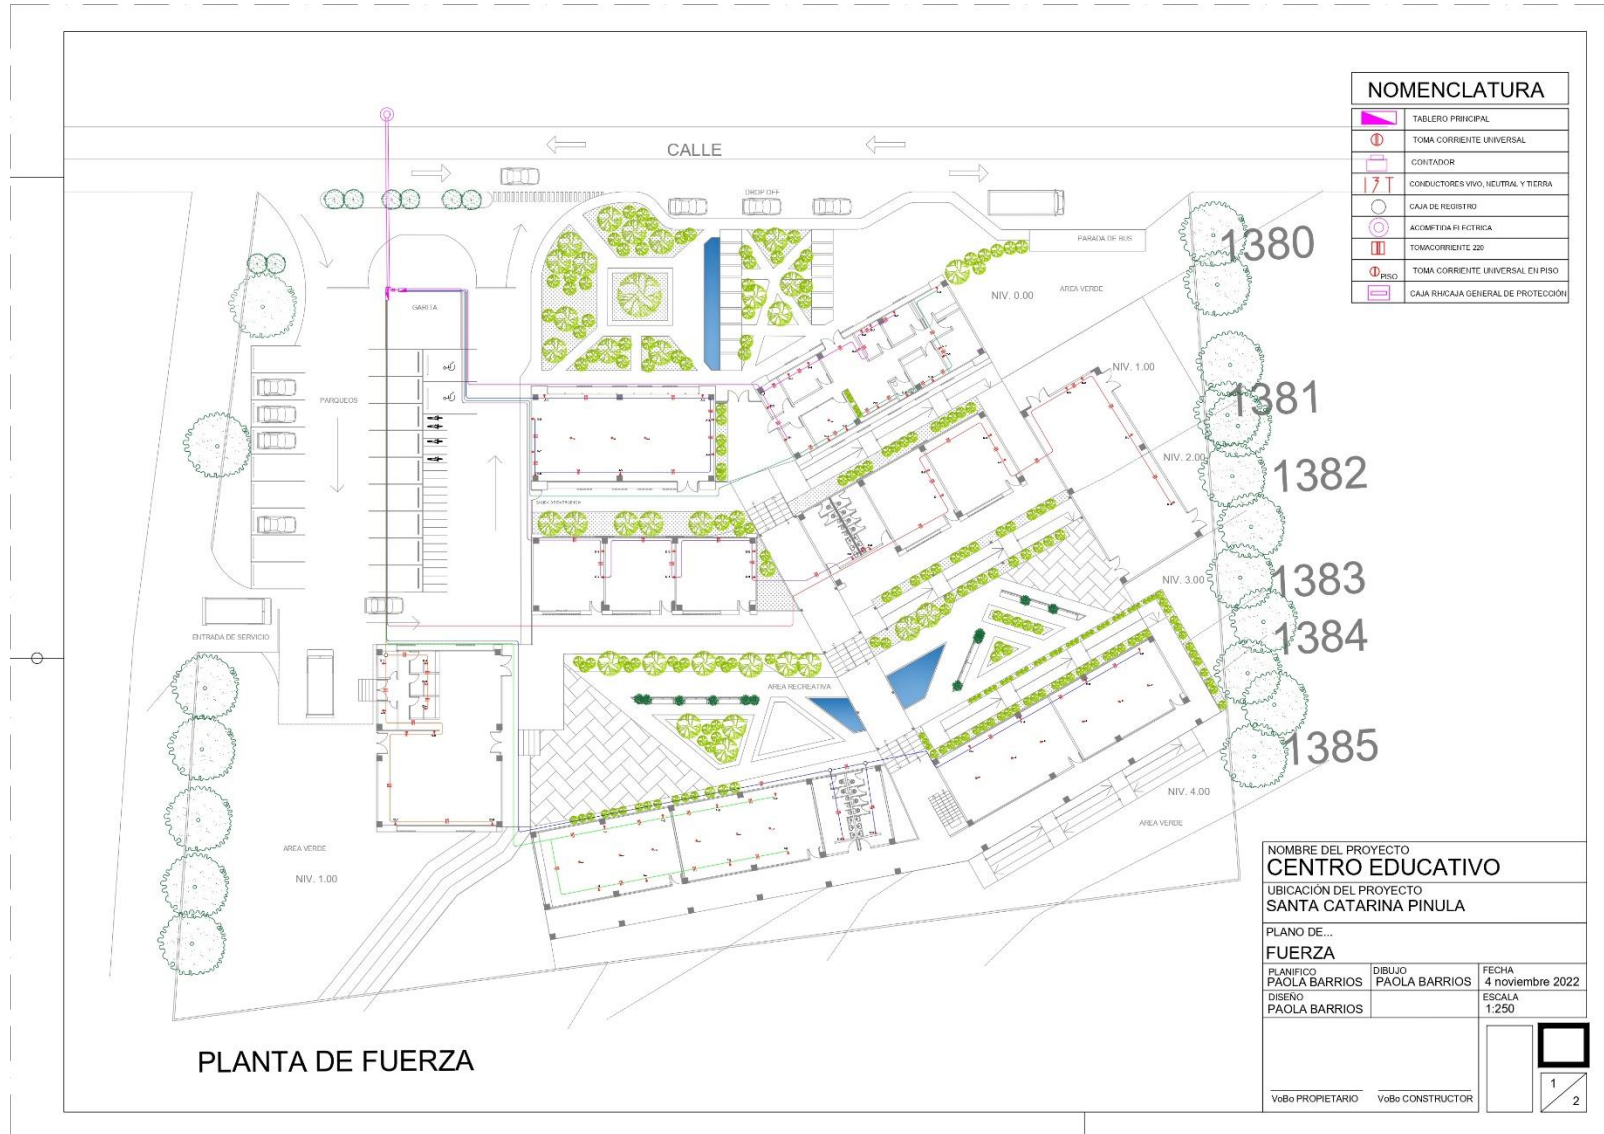 NOMENCLATURA
TABLERO PRINCIPAL
TOMA CORRIENTE UNIVERSAL
CONTADOR
CONDUCTORES VIVO, NEUTRAL Y TIERRA
CAJA DE REGISTRO
ACOMETIDA ELECTRICA
TOMACORRIENTE 220
PISO
TOMA CORRIENTE UNIVERSAL EN PISO
CAJA RH/CAJA GENERAL DE PROTECCIÓN
CALLE
DROP OFF
PARADA DE BUS
1380
NIV. 0.00
AREA VERDE
GARITA
NIV. 1.00
1381
PARQUEOS
NIV. 2.00
1382
NIV. 3.00
1383
ENTRADA DE SERVICIO
1384
AREA RECREATIVA
1385
NIV. 4.00
AREA VERDE
AREA VERDE
NIV. 1.00
PLANTA DE FUERZA
NOMBRE DEL PROYECTO
CENTRO EDUCATIVO
UBICACIÓN DEL PROYECTO
SANTA CATARINA PINULA
PLANO DE...
FUERZA
PLANIFICO
PAOLA BARRIOS
DIBUJO
PAOLA BARRIOS
FECHA
4 noviembre 2022
DISEÑO
PAOLA BARRIOS
ESCALA
1:250
VoBo PROPIETARIO
VoBo CONSTRUCTOR
1
2